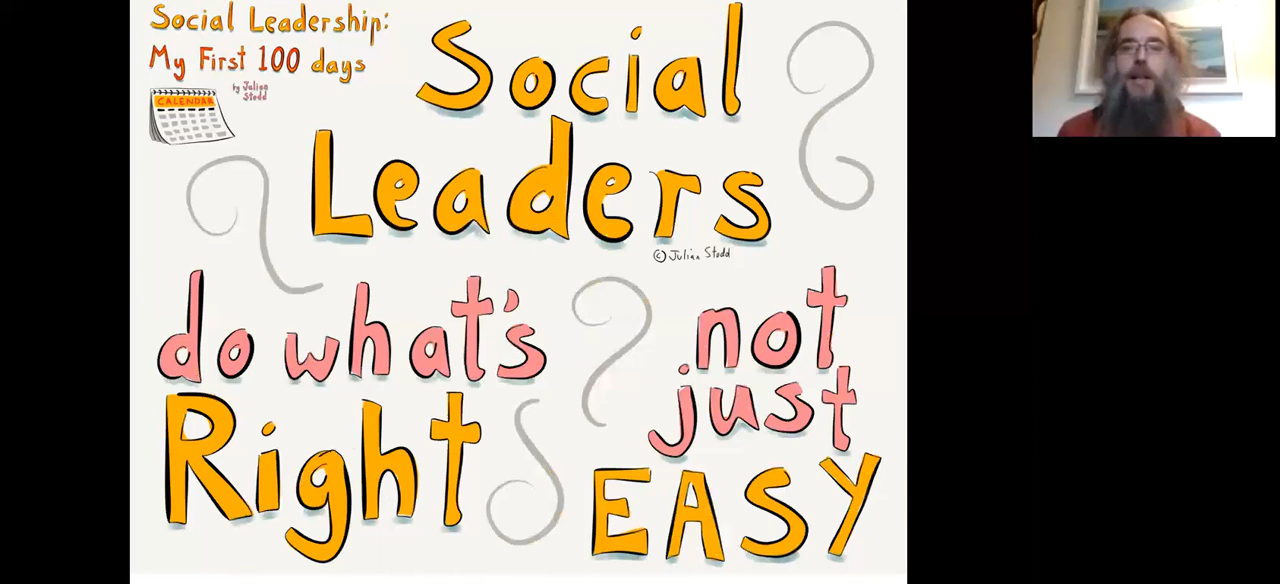 Social Leadership:
My First 100 days
by Julian
Stodd
CALENDAR
Social
Leaders
© Julian Stodd
do what's
Right
not
just
EASY